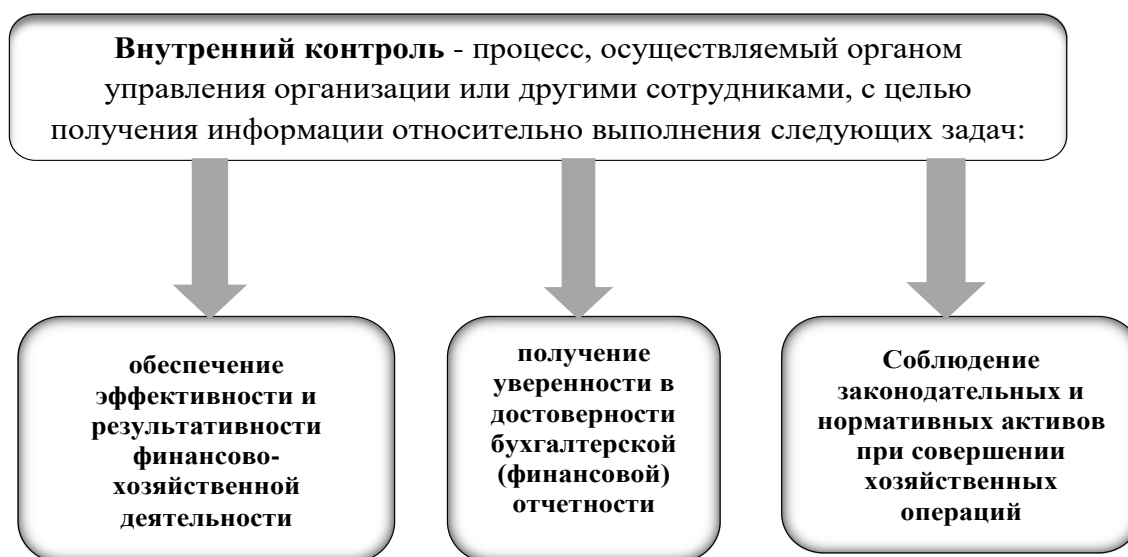 Внутренний контроль - процесс, осуществляемый органом
управления организации или другими сотрудниками, с целью
получения информации относительно выполнения следующих задач:
обеспечение
эффективности и
результативности
финансово-
хозяйственной
деятельности
получение
уверенности в
достоверности
бухгалтерской
(финансовой)
отчетности
Соблюдение
законодательных и
нормативных активов
при совершении
хозяйственных
операций